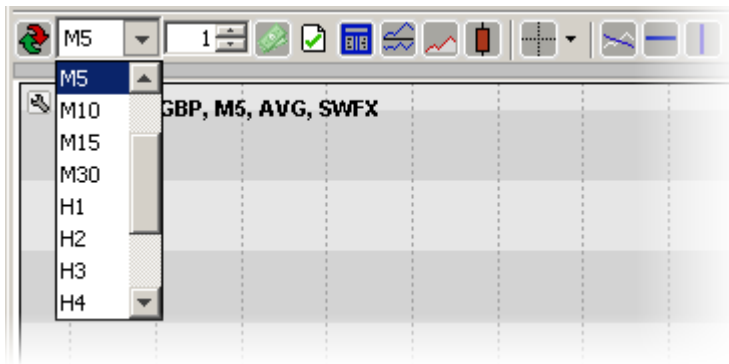 M5 1
M5
GBP, M5, AVG, SWFX
M10
M15
M30
H1
H2
H3
H4